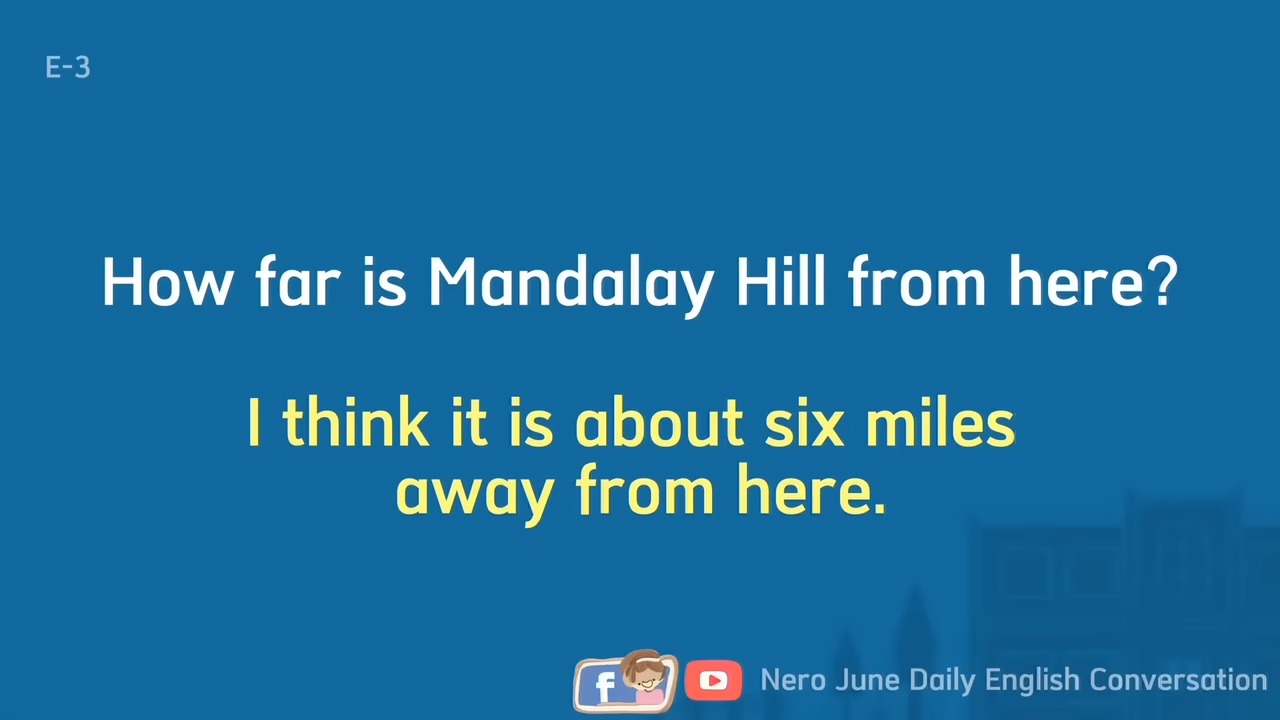 E-3
How far is Mandalay Hill from here?
I think it is about six miles
away from here.
f
Nero June Daily English Conversation